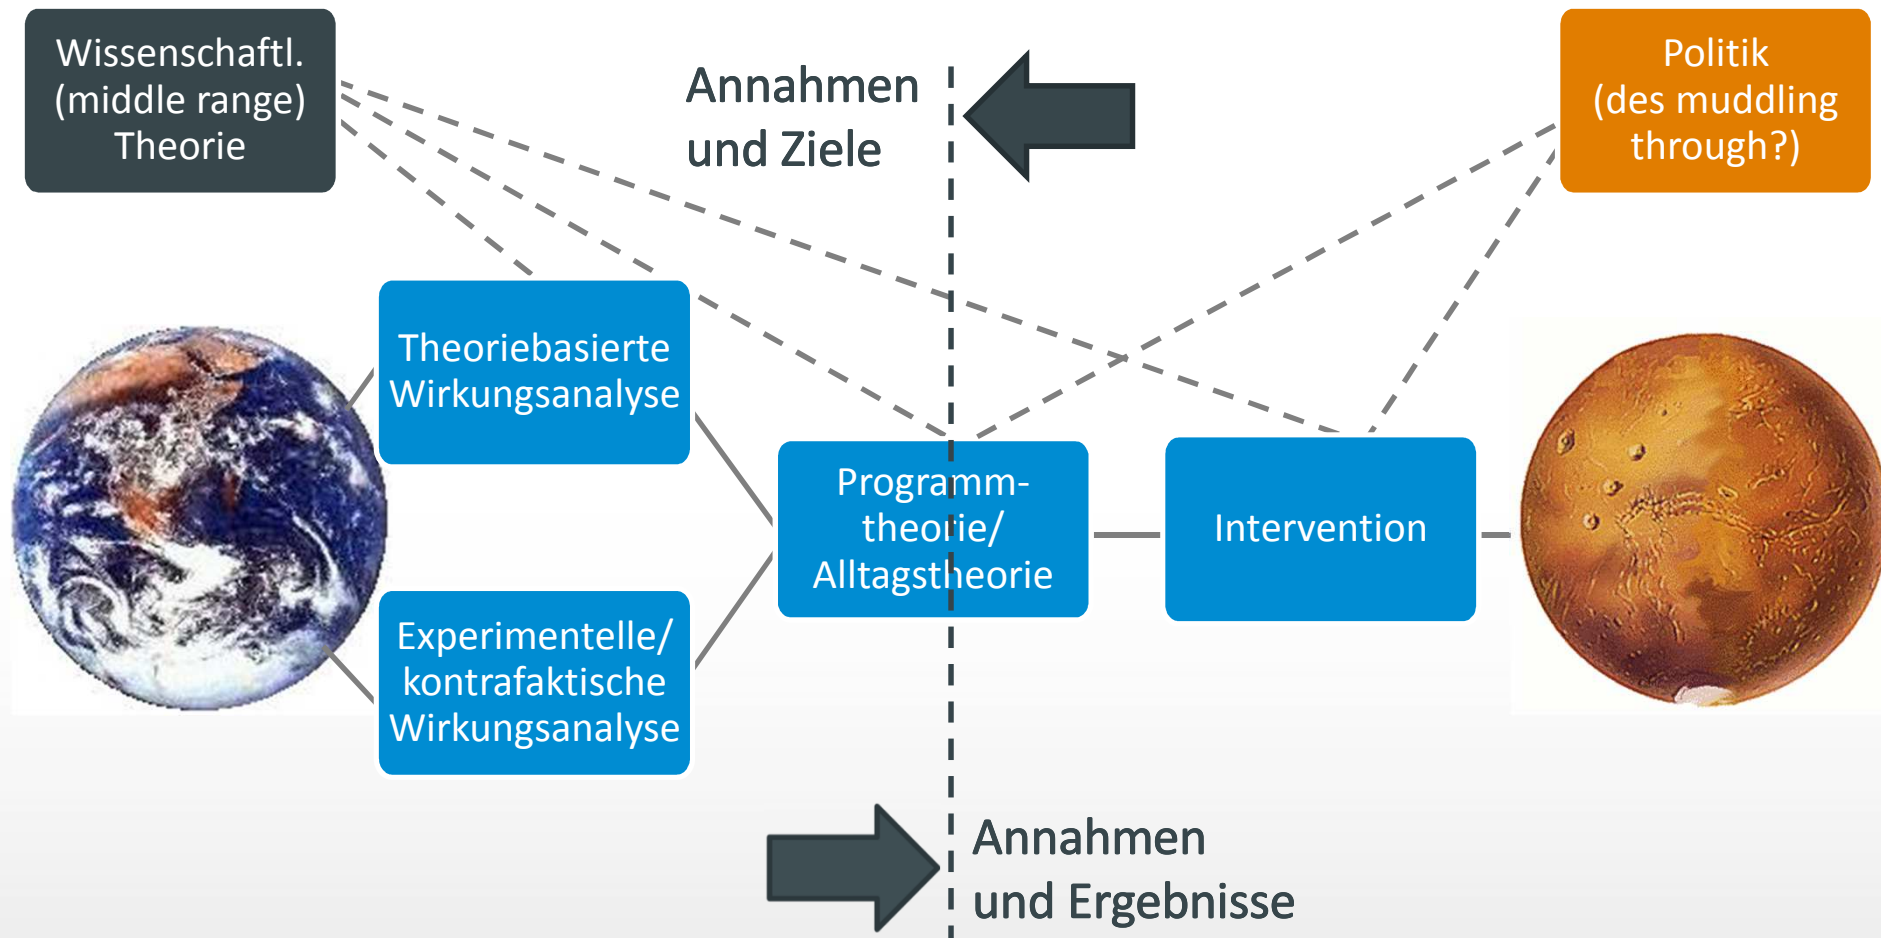 Wissenschaftl.
(middle range)
Theorie
Annahmen
und Ziele
Politik
(des muddling
through?)
Theoriebasierte
Wirkungsanalyse
Programm-
theorie/
Alltagstheorie
Intervention
Experimentelle/
kontrafaktische
Wirkungsanalyse
Annahmen
und Ergebnisse